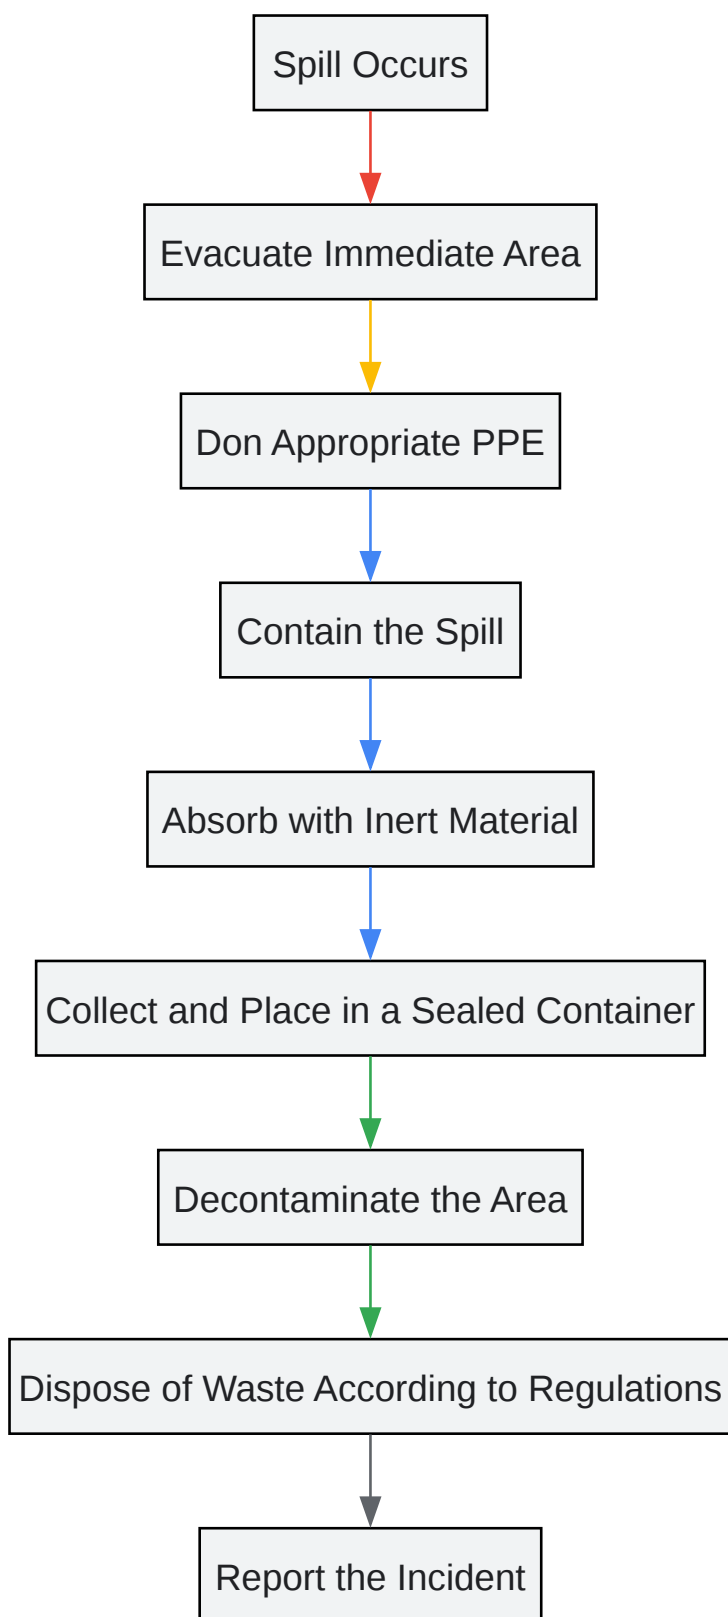 Spill Occurs
Evacuate Immediate Area
Don Appropriate PPE
Contain the Spill
Absorb with Inert Material
Collect and Place in a Sealed Container
Decontaminate the Area
Dispose of Waste According to Regulations
Report the Incident